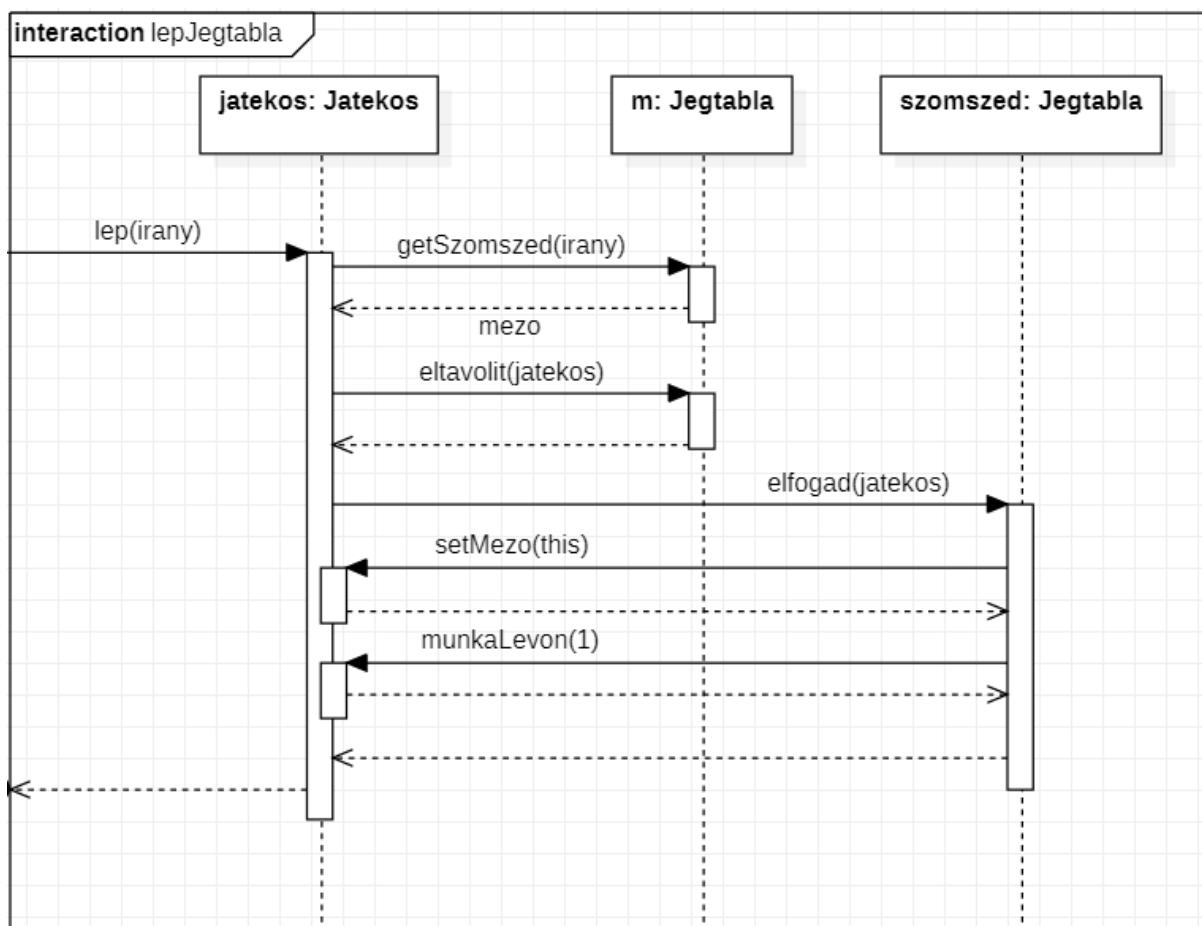 interaction lepJegtabla
jatekos: Jatekos
m: Jegtabla
szomszed: Jegtabla
lep(irany)
getSzomszed(irany)
mezo
eltavolit(jatekos)
elfogad(jatekos)
setMezo(this)
munkaLevon(1)